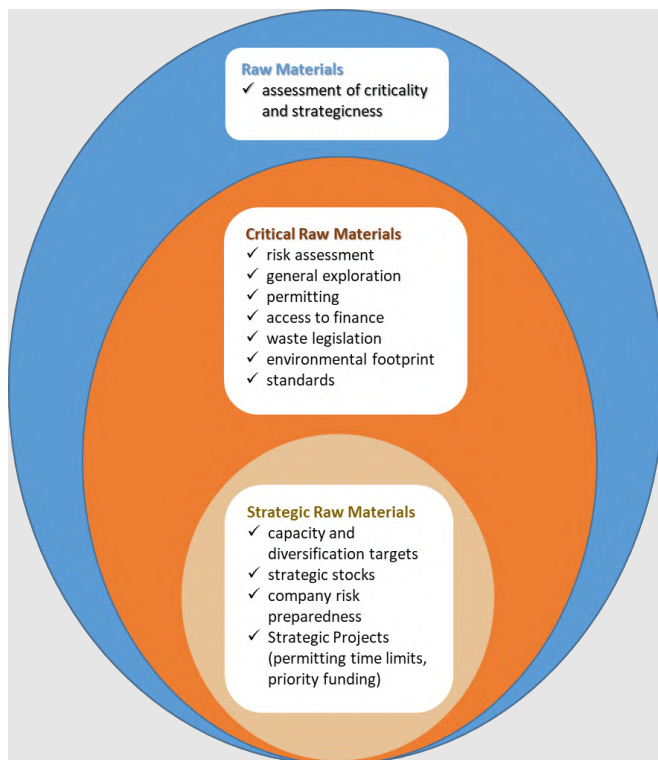 Raw Materials
✓ assessment of criticality
and strategicness
Critical Raw Materials
✓ risk assessment
✓ general exploration
✓ permitting
✓ access to finance
✓ waste legislation
✓ environmental footprint
✓ standards
Strategic Raw Materials
✓ capacity and
diversification targets
✓ strategic stocks
✓ company risk
preparedness
✓ Strategic Projects
(permitting time limits,
priority funding)